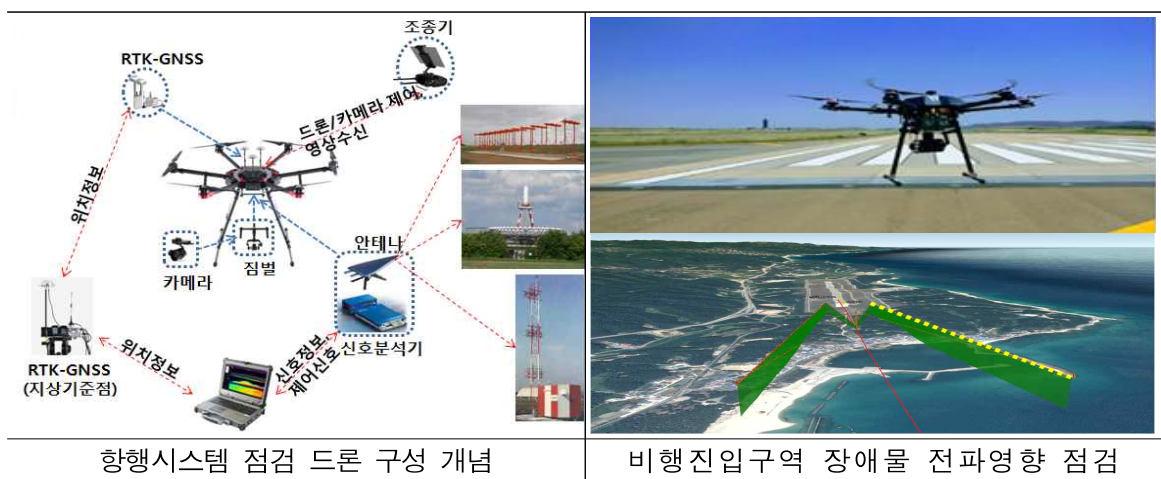 조종기
RTK-GNSS
드론/카메라 제어
영상수신
위치정보
안테나
카메라
짐벌
신호분석기
RTK-GNSS
(지상기준점)
위치정보
신호정보
제어신호
항행시스템 점검 드론 구성 개념
비행진입구역 장애물 전파영향 점검